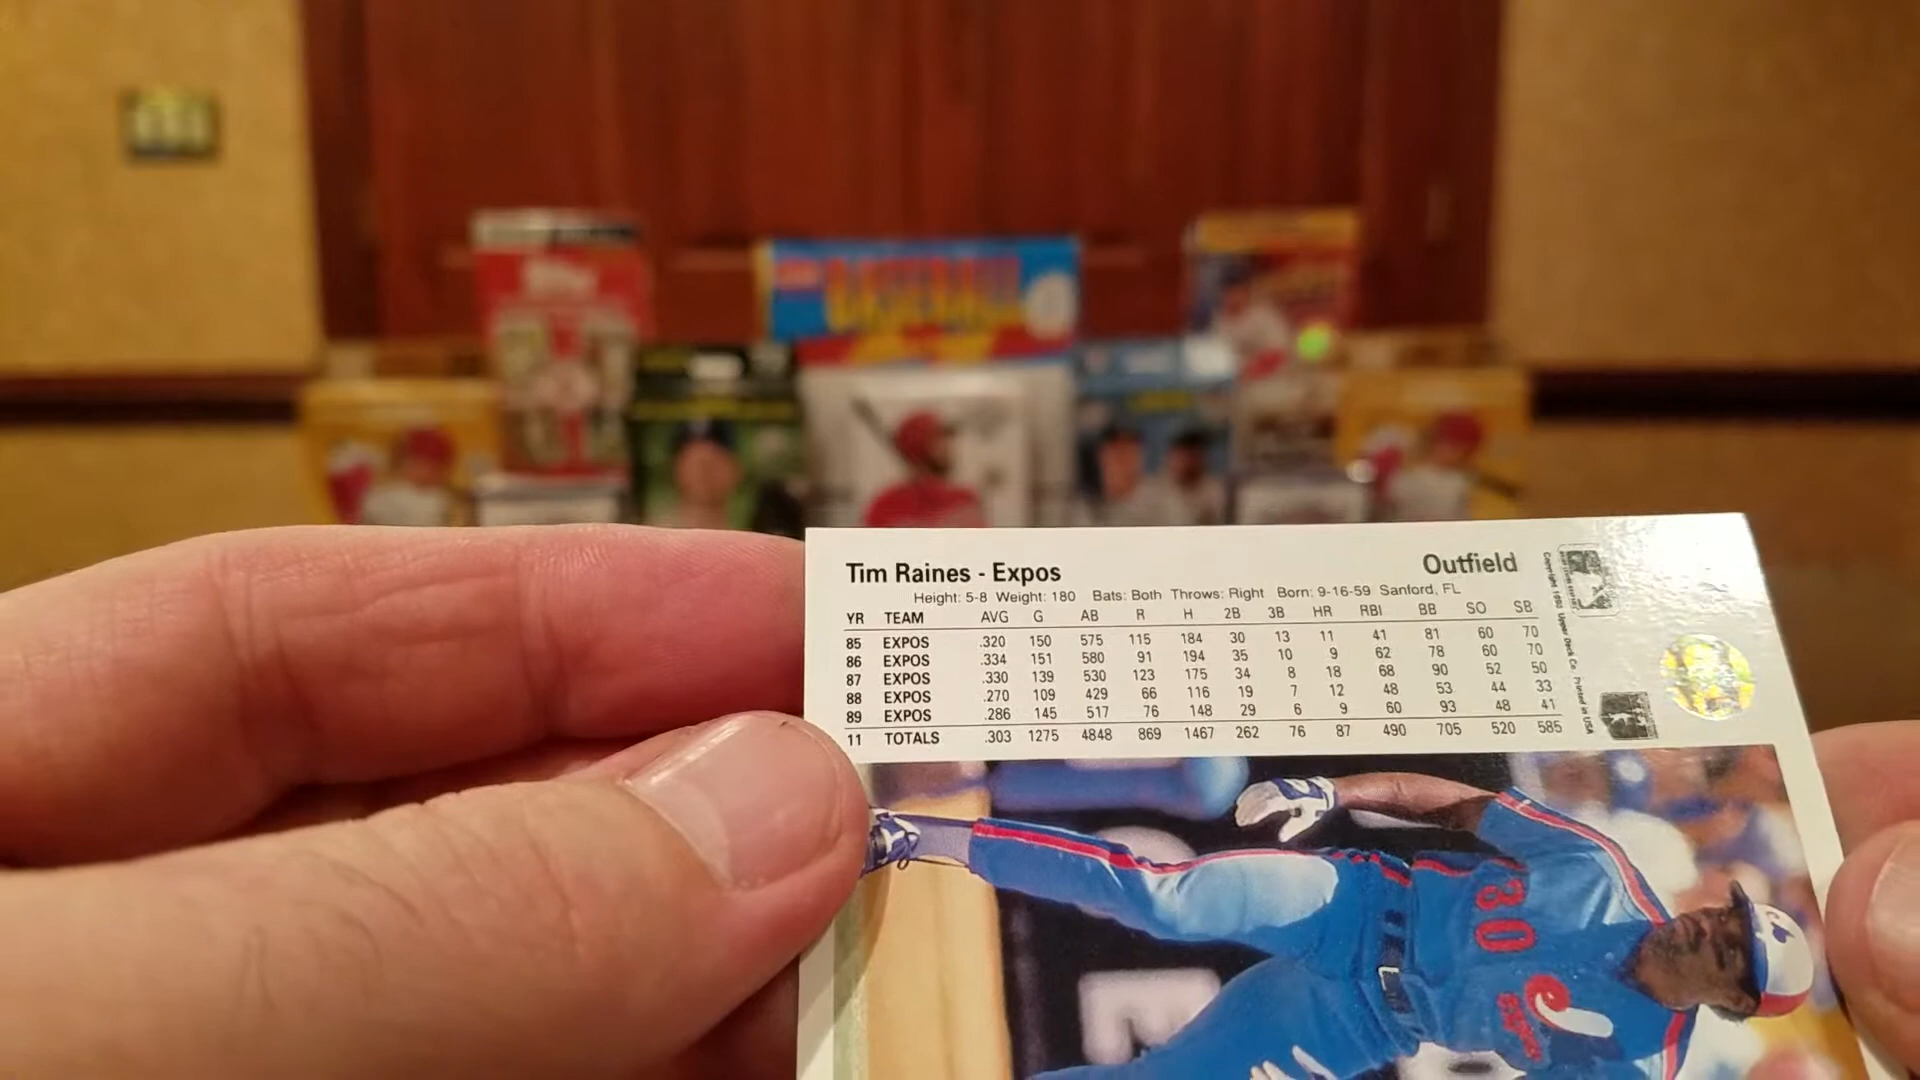 Tim Raines - Expos
Outfield
Height: 5-8 Weight: 180 Bats: Both Throws: Right Born: 9-16-59 Sanford, FL
YR TEAM AVG G AB R H 2B 3B HR RBI BB SO SB
85 EXPOS .320 150 575 115 184 30 13 11 41 81 60 70
86 EXPOS .334 151 580 91 194 35 10 9 62 78 60 70
87 EXPOS .330 139 530 123 175 34 8 18 68 90 52 50
88 EXPOS .270 109 429 66 116 19 7 12 48 53 44 33
89 EXPOS .286 145 517 76 148 29 6 9 60 93 48 41
11 TOTALS .303 1275 4848 869 1467 262 76 87 490 705 520 585
Copyright 1990 Upper Deck Co. Printed in USA
30
Expos
Topps
BASEBALL